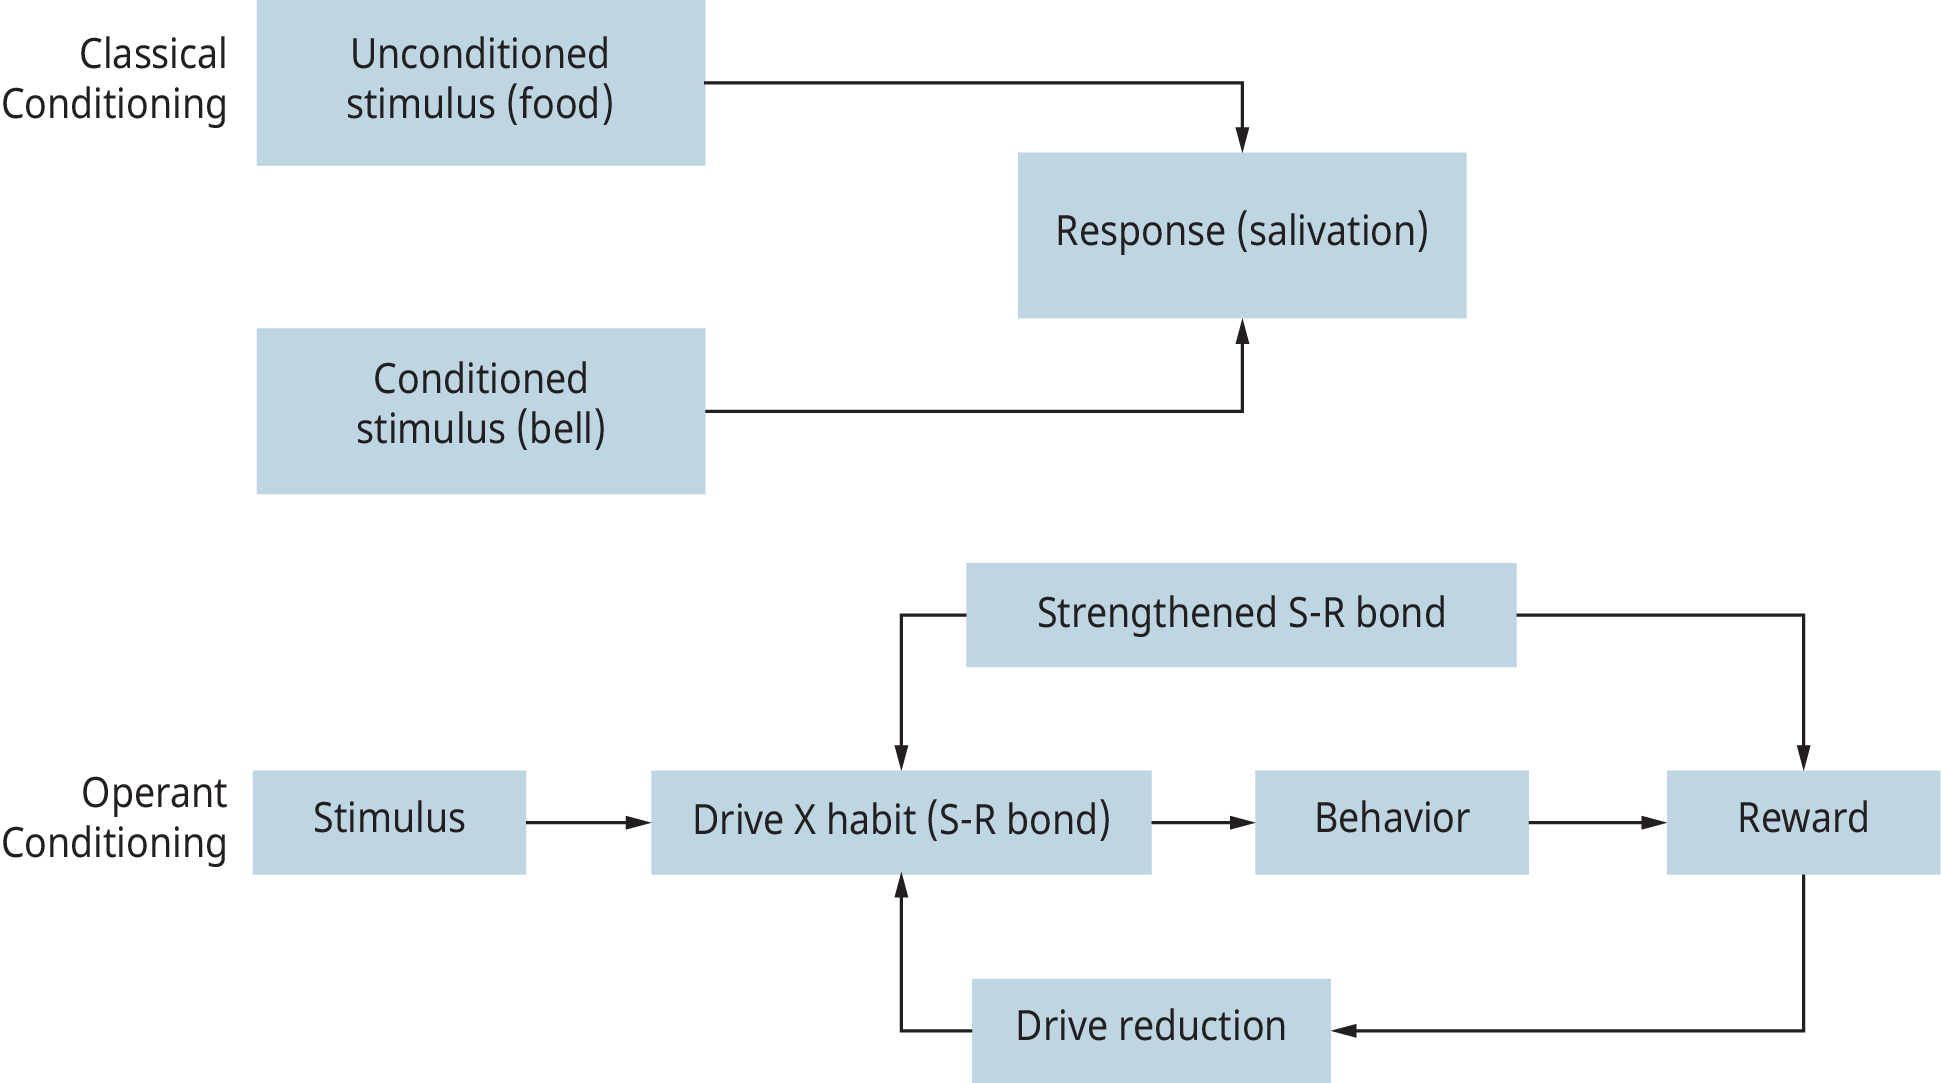 Classical
Conditioning
Unconditioned
stimulus (food)
Response (salivation)
Conditioned
stimulus (bell)
Strengthened S-R bond
Operant
Conditioning
Stimulus
Drive X habit (S-R bond)
Behavior
Reward
Drive reduction